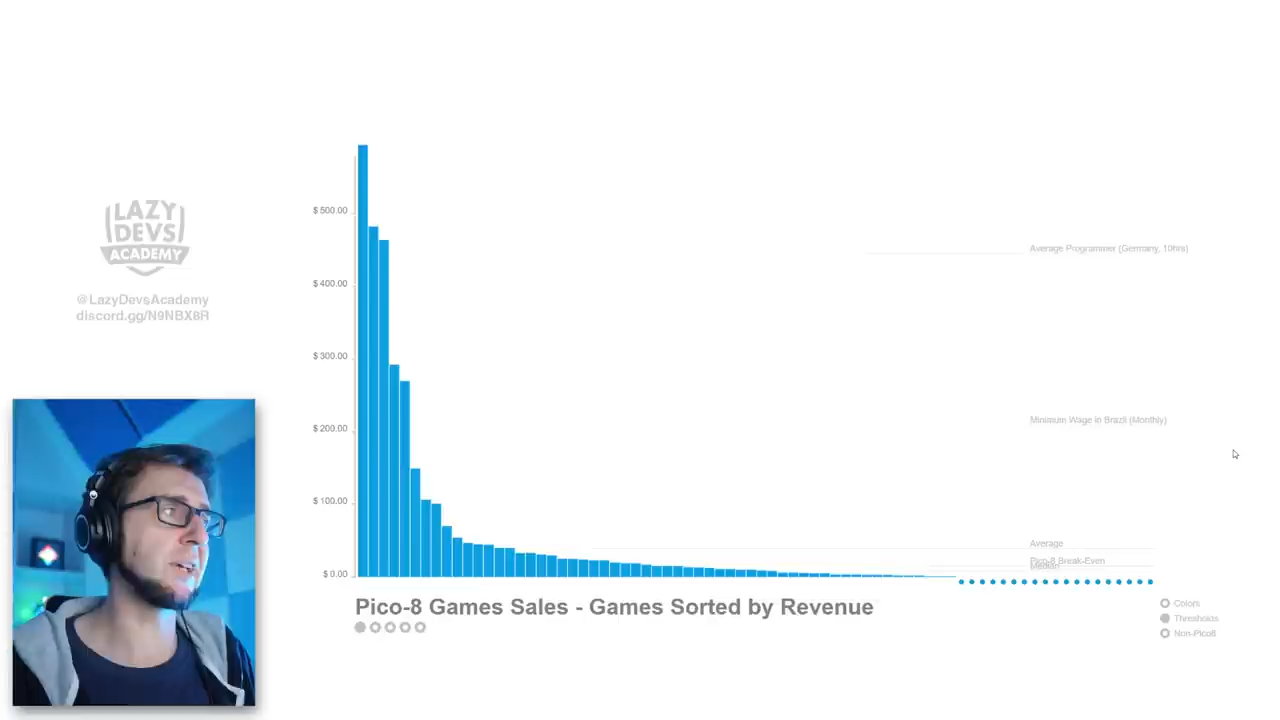 LAZY
DEVS
ACADEMY
@LazyDevsAcademy
discord.gg/N9NBX8R
$ 500.00
$ 400.00
$ 300.00
$ 200.00
$ 100.00
$ 0.00
Average Programmer (Germany, 10hrs)
Minimum Wage in Brazil (Monthly)
Average
Pico-8 Break-Even
Median
Pico-8 Games Sales - Games Sorted by Revenue
Colors
Thresholds
Non-Pico8